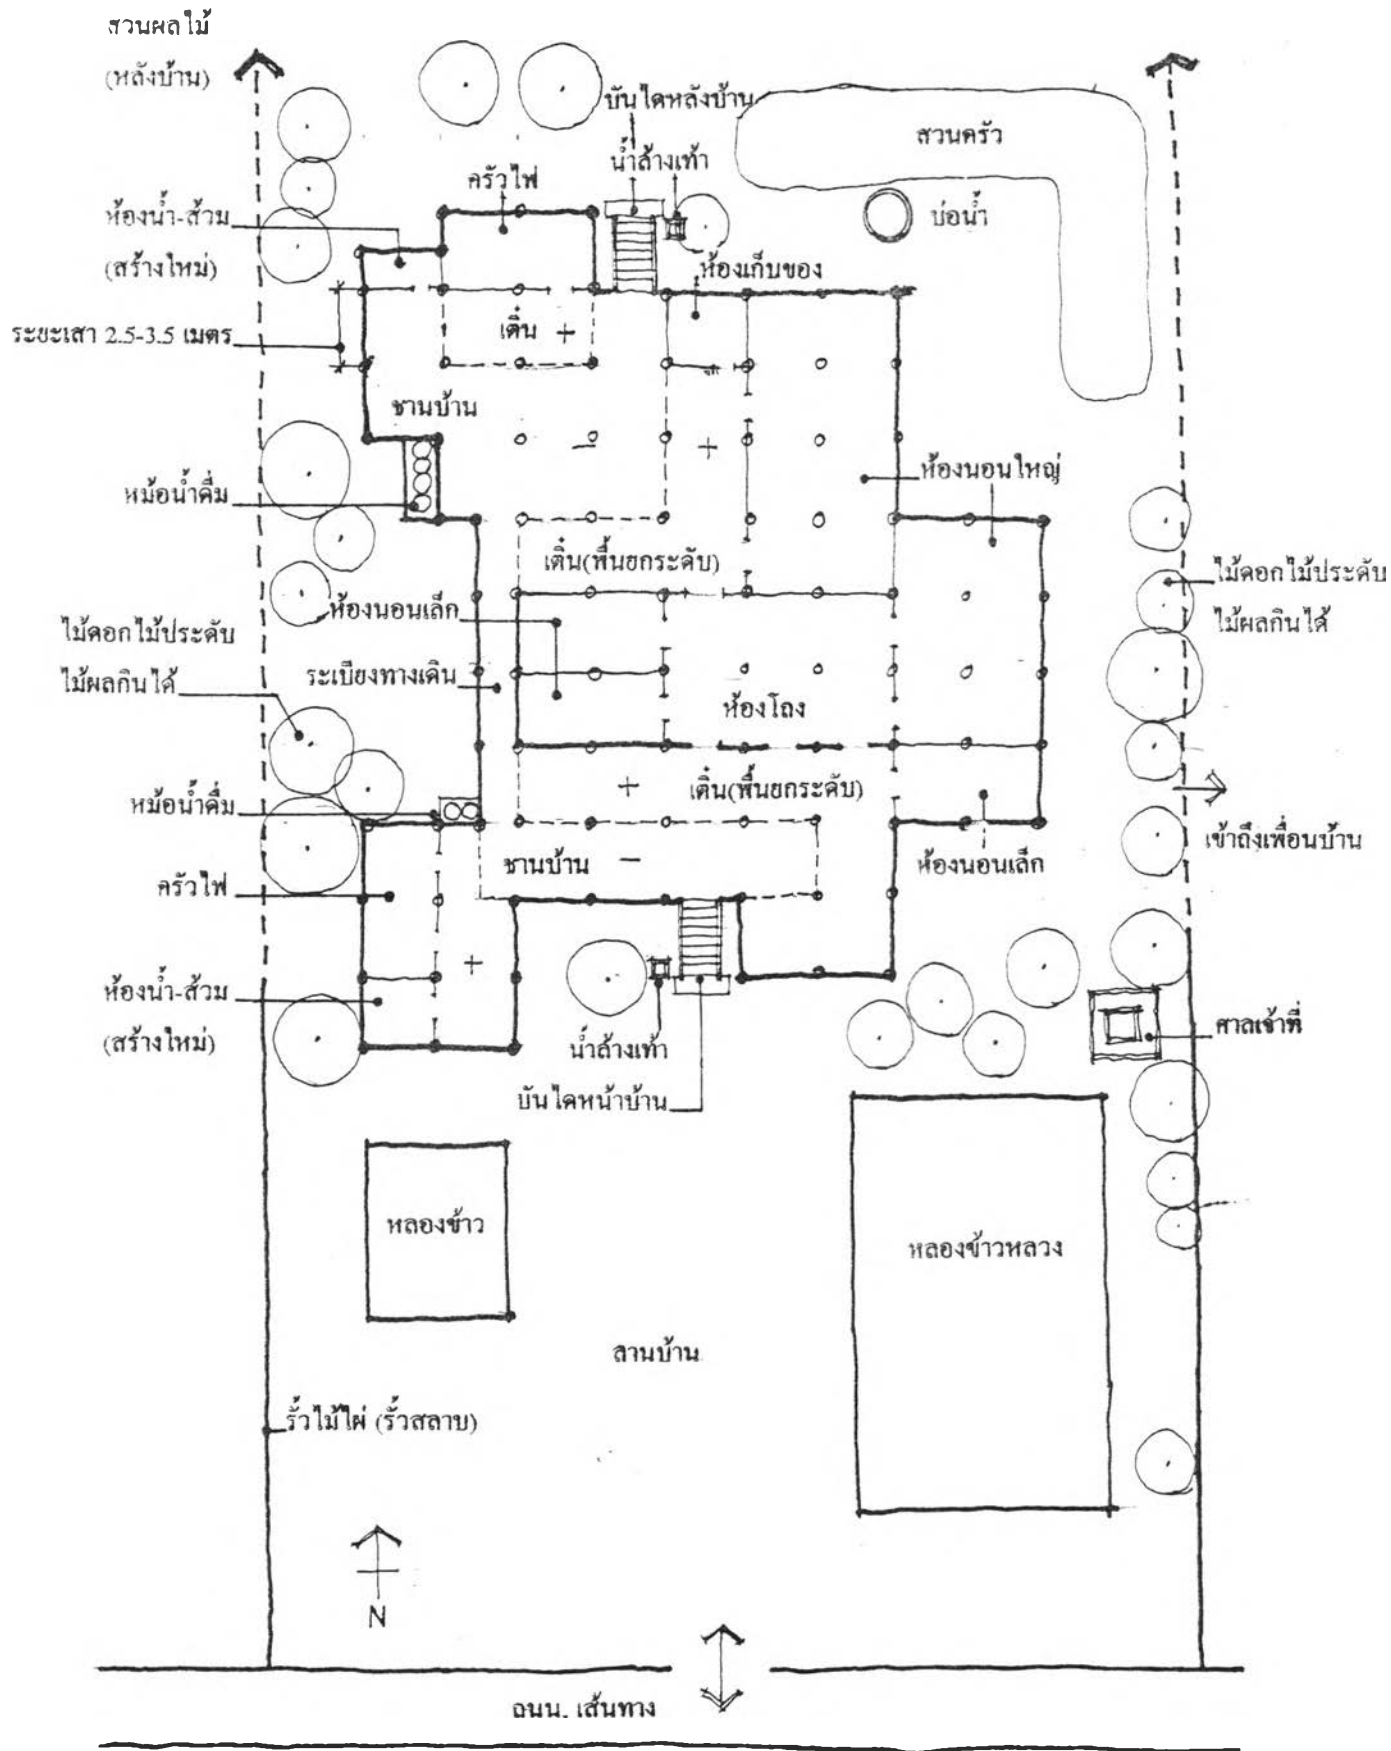 สวนผลไม้
(หลังบ้าน)
บันไดหลังบ้าน
สวนครัว
น้ำล้างเท้า
ครัวไฟ
ห้องน้ำ-ส้วม
บ่อน้ำ
(สร้างใหม่)
ห้องเก็บของ
ระยะเสา 2.5-3.5 เมตร
เติ๋น +
ชานบ้าน
− +
ห้องนอนใหญ่
หม้อน้ำดื่ม
เติ๋น(พื้นยกระดับ)
ไม้ดอกไม้ประดับ
ไม้ผลกินได้
ห้องนอนเล็ก
ไม้ดอกไม้ประดับ
ไม้ผลกินได้
ระเบียงทางเดิน
ห้องโถง
+ เติ๋น(พื้นยกระดับ)
หม้อน้ำดื่ม
เข้าถึงเพื่อนบ้าน
ชานบ้าน −
ห้องนอนเล็ก
ครัวไฟ
+
ห้องน้ำ-ส้วม
(สร้างใหม่)
ศาลเจ้าที่
น้ำล้างเท้า
บันไดหน้าบ้าน
หลองข้าว
หลองข้าวหลวง
ลานบ้าน
รั้วไม้ไผ่ (รั้วสลาบ)
N
ถนน, เส้นทาง